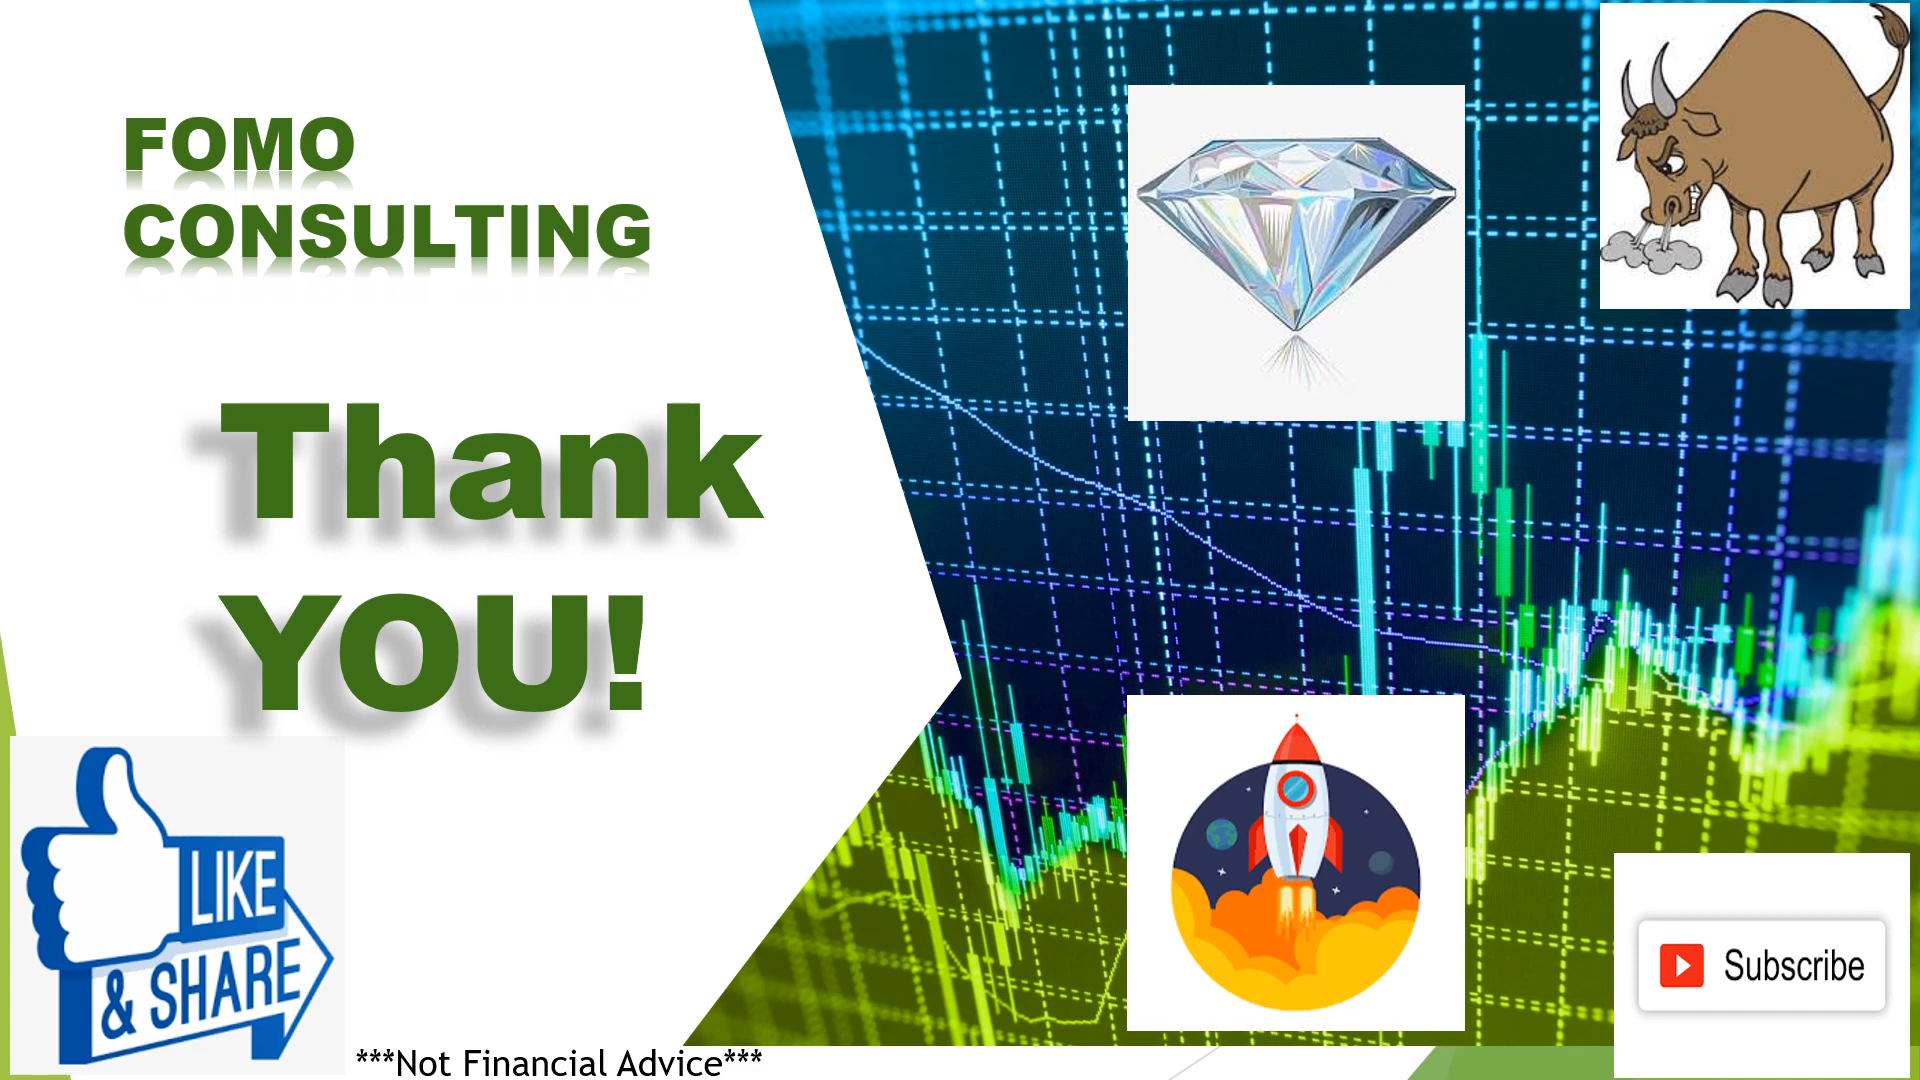 FOMO
CONSULTING
Thank
YOU!
LIKE
& SHARE
***Not Financial Advice***
Subscribe